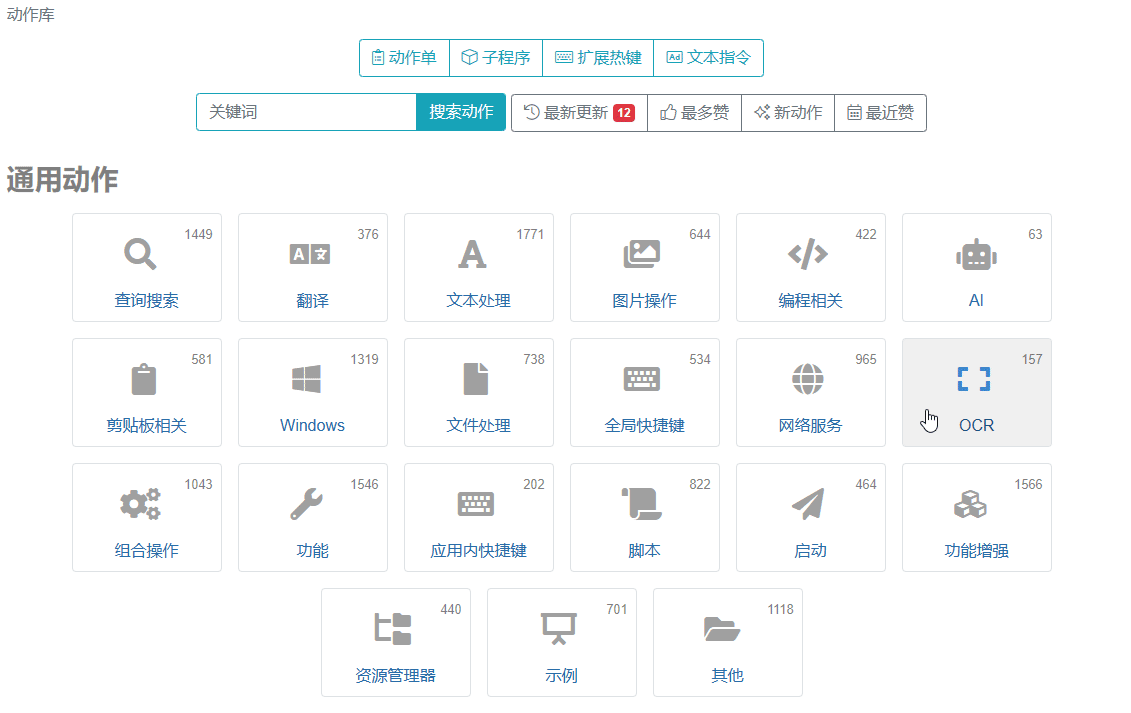 动作库
动作单 子程序 扩展热键 Ad 文本指令
关键词 搜索动作 最新更新 12 最多赞 新动作 最近赞
通用动作
1449 376 1771 644 422 63
A 文 A
查询搜索 翻译 文本处理 图片操作 编程相关 AI
581 1319 738 534 965 157
剪贴板相关 Windows 文件处理 全局快捷键 网络服务 OCR
1043 1546 202 822 464 1566
组合操作 功能 应用内快捷键 脚本 启动 功能增强
440 701 1118
资源管理器 示例 其他